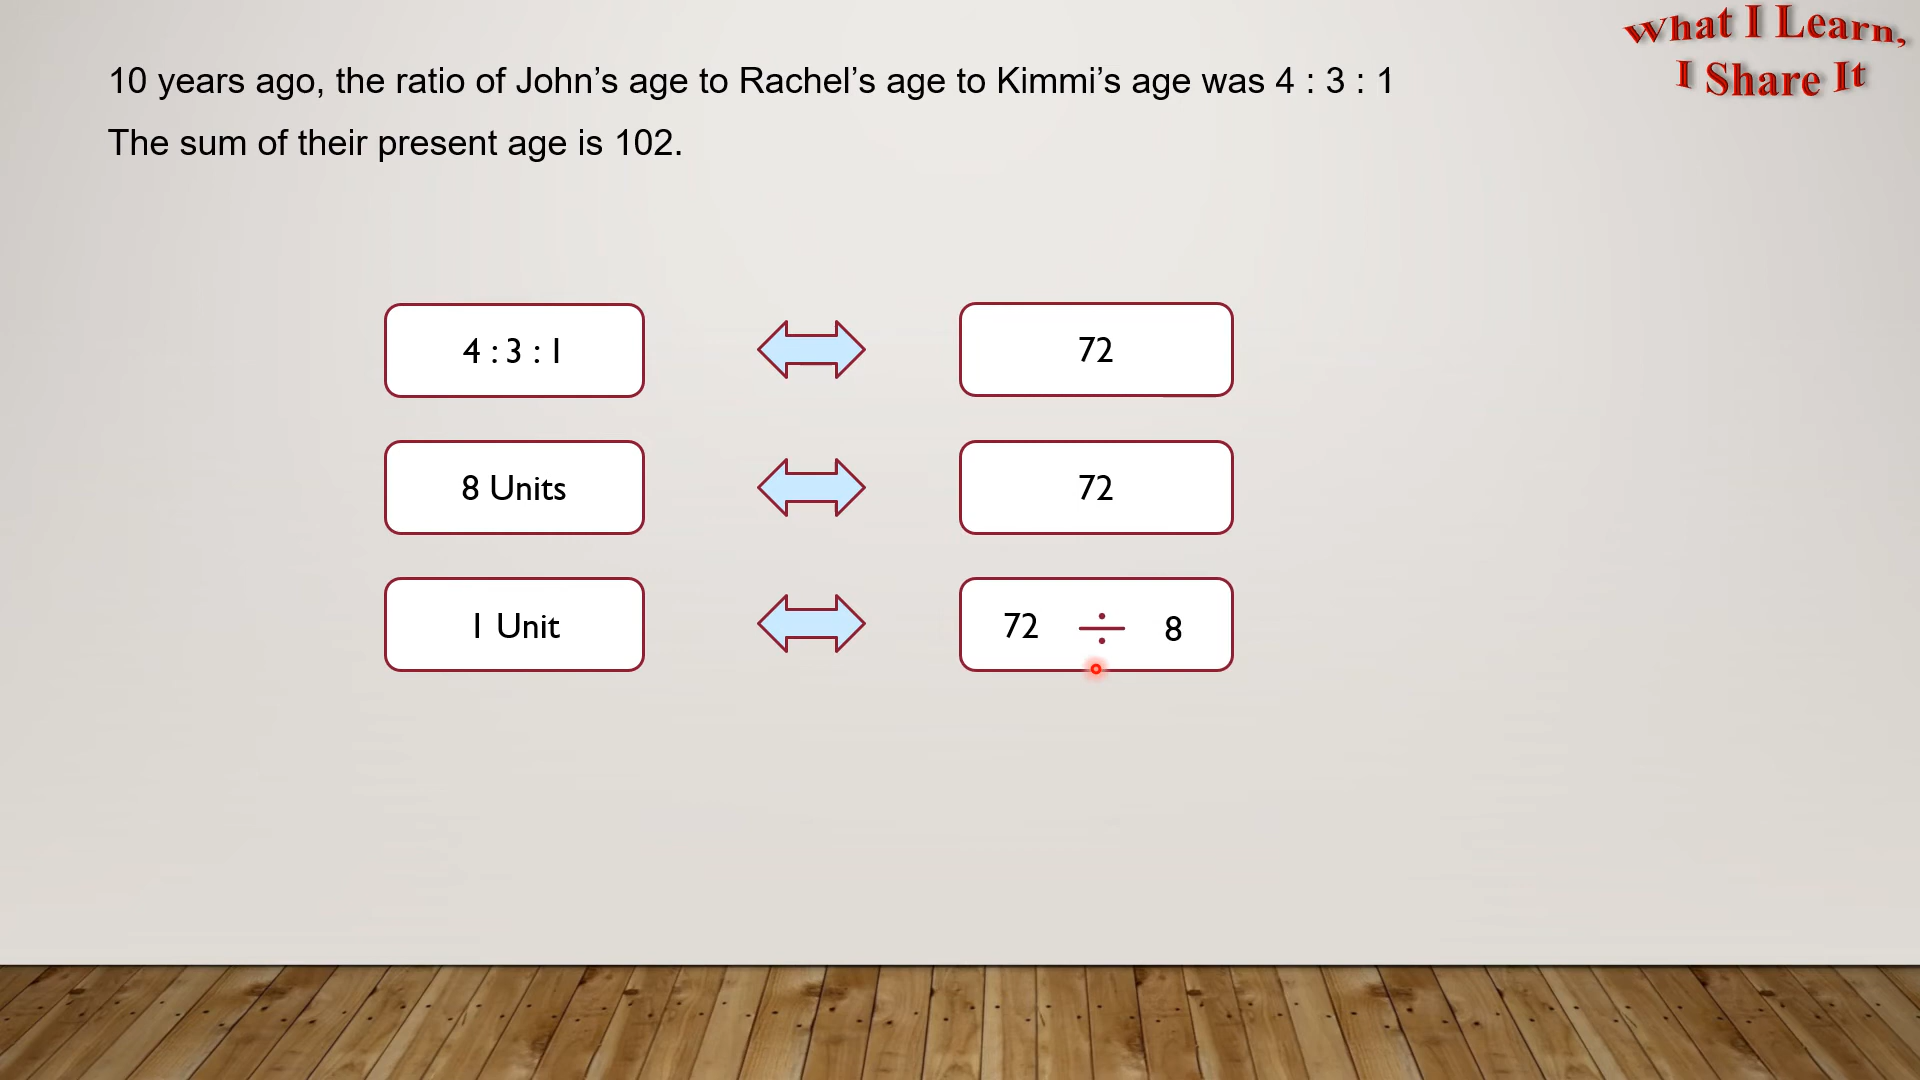 What I Learn,
I Share It
10 years ago, the ratio of John’s age to Rachel’s age to Kimmi’s age was 4 : 3 : 1
The sum of their present age is 102.
4 : 3 : 1
72
8 Units
72
1 Unit
72 ÷ 8